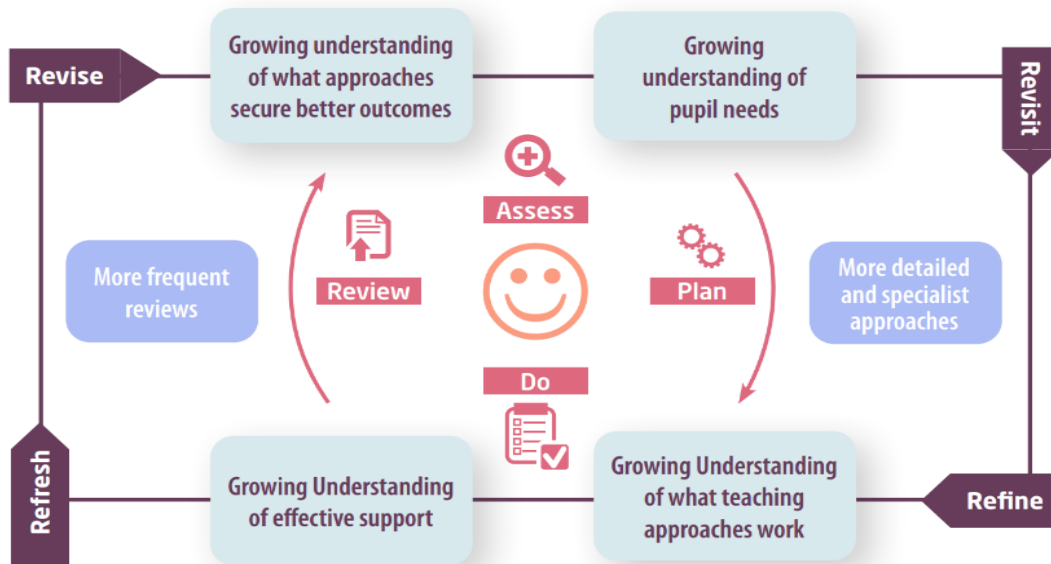 Revise
Growing understanding
of what approaches
secure better outcomes
Growing
understanding of
pupil needs
Revisit
Assess
More frequent
reviews
Review
Plan
More detailed
and specialist
approaches
Do
Refresh
Growing Understanding
of effective support
Growing Understanding
of what teaching
approaches work
Refine